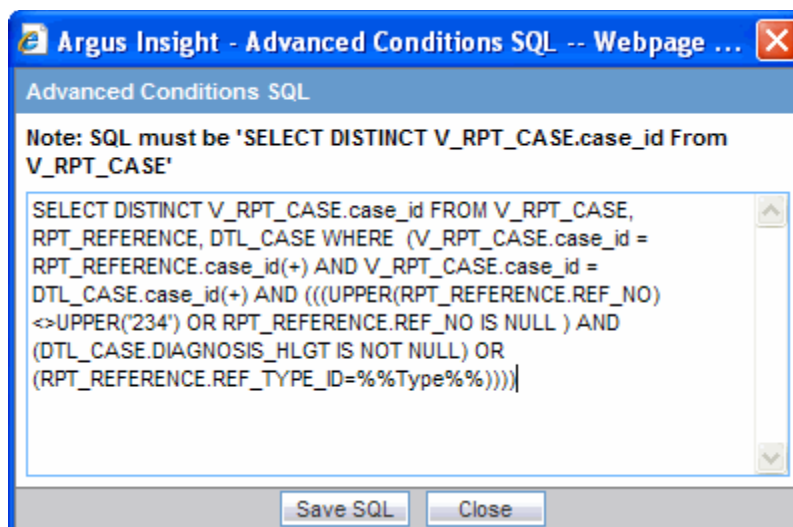 Argus Insight - Advanced Conditions SQL -- Webpage ...
Advanced Conditions SQL
Note: SQL must be 'SELECT DISTINCT V_RPT_CASE.case_id From
V_RPT_CASE'
SELECT DISTINCT V_RPT_CASE.case_id FROM V_RPT_CASE,
RPT_REFERENCE, DTL_CASE WHERE  (V_RPT_CASE.case_id =
RPT_REFERENCE.case_id(+) AND V_RPT_CASE.case_id =
DTL_CASE.case_id(+) AND (((UPPER(RPT_REFERENCE.REF_NO)
<>UPPER('234') OR RPT_REFERENCE.REF_NO IS NULL ) AND
(DTL_CASE.DIAGNOSIS_HLGT IS NOT NULL) OR
(RPT_REFERENCE.REF_TYPE_ID=%%Type%%))))
Save SQL Close